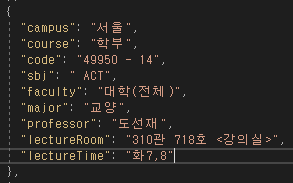 {
"campus": "서울",
"course": "학부",
"code": "49950 - 14",
"sbj": " ACT",
"faculty": "대학(전체)",
"major": "교양",
"professor": "도선재",
"lectureRoom": "310관 718호 <강의실>",
"lectureTime": "화7,8"
},